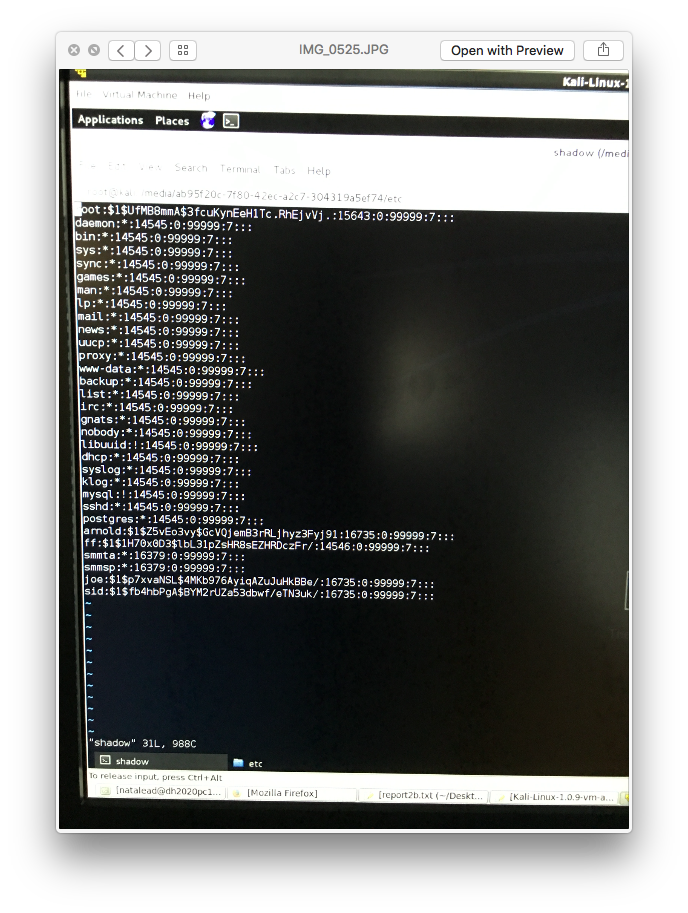 IMG_0525.JPG
Open with Preview
Kali-Linux-1
File Virtual Machine Help
Applications Places
shadow (/medi
File Edit View Search Terminal Tabs Help
root@kali:/media/ab95f20c-7f80-42ec-a2c7-304319a5ef74/etc
root:$1$UfMB8mmA$3fcuKynEeH1Tc.RhEjvVj.:15643:0:99999:7:::
daemon:*:14545:0:99999:7:::
bin:*:14545:0:99999:7:::
sys:*:14545:0:99999:7:::
sync:*:14545:0:99999:7:::
games:*:14545:0:99999:7:::
man:*:14545:0:99999:7:::
lp:*:14545:0:99999:7:::
mail:*:14545:0:99999:7:::
news:*:14545:0:99999:7:::
uucp:*:14545:0:99999:7:::
proxy:*:14545:0:99999:7:::
www-data:*:14545:0:99999:7:::
backup:*:14545:0:99999:7:::
list:*:14545:0:99999:7:::
irc:*:14545:0:99999:7:::
gnats:*:14545:0:99999:7:::
nobody:*:14545:0:99999:7:::
libuuid:!:14545:0:99999:7:::
dhcp:*:14545:0:99999:7:::
syslog:*:14545:0:99999:7:::
klog:*:14545:0:99999:7:::
mysql:!:14545:0:99999:7:::
sshd:*:14545:0:99999:7:::
postgres:*:14545:0:99999:7:::
arnold:$1$Z5vEo3vy$GcVQjemB3rRLjhyz3Fyj91:16735:0:99999:7:::
ff:$1$1H70x0D3$lbL31pZsHR8sEZHRDczFr/:14546:0:99999:7:::
smmta:*:16379:0:99999:7:::
smmsp:*:16379:0:99999:7:::
joe:$1$p7xvaNSL$4MKb976AyiqAZuJuHkBBe/:16735:0:99999:7:::
sid:$1$fb4hbPgA$BYM2rUZa53dbwf/eTN3uk/:16735:0:99999:7:::
~
~
~
~
~
~
~
~
~
~
~
~
"shadow" 31L, 988C
shadow
etc
To release input, press Ctrl+Alt
[natalead@dh2020pc1...
[Mozilla Firefox]
[report2b.txt (~/Deskt...
[Kali-Linux-1.0.9-vm-a...